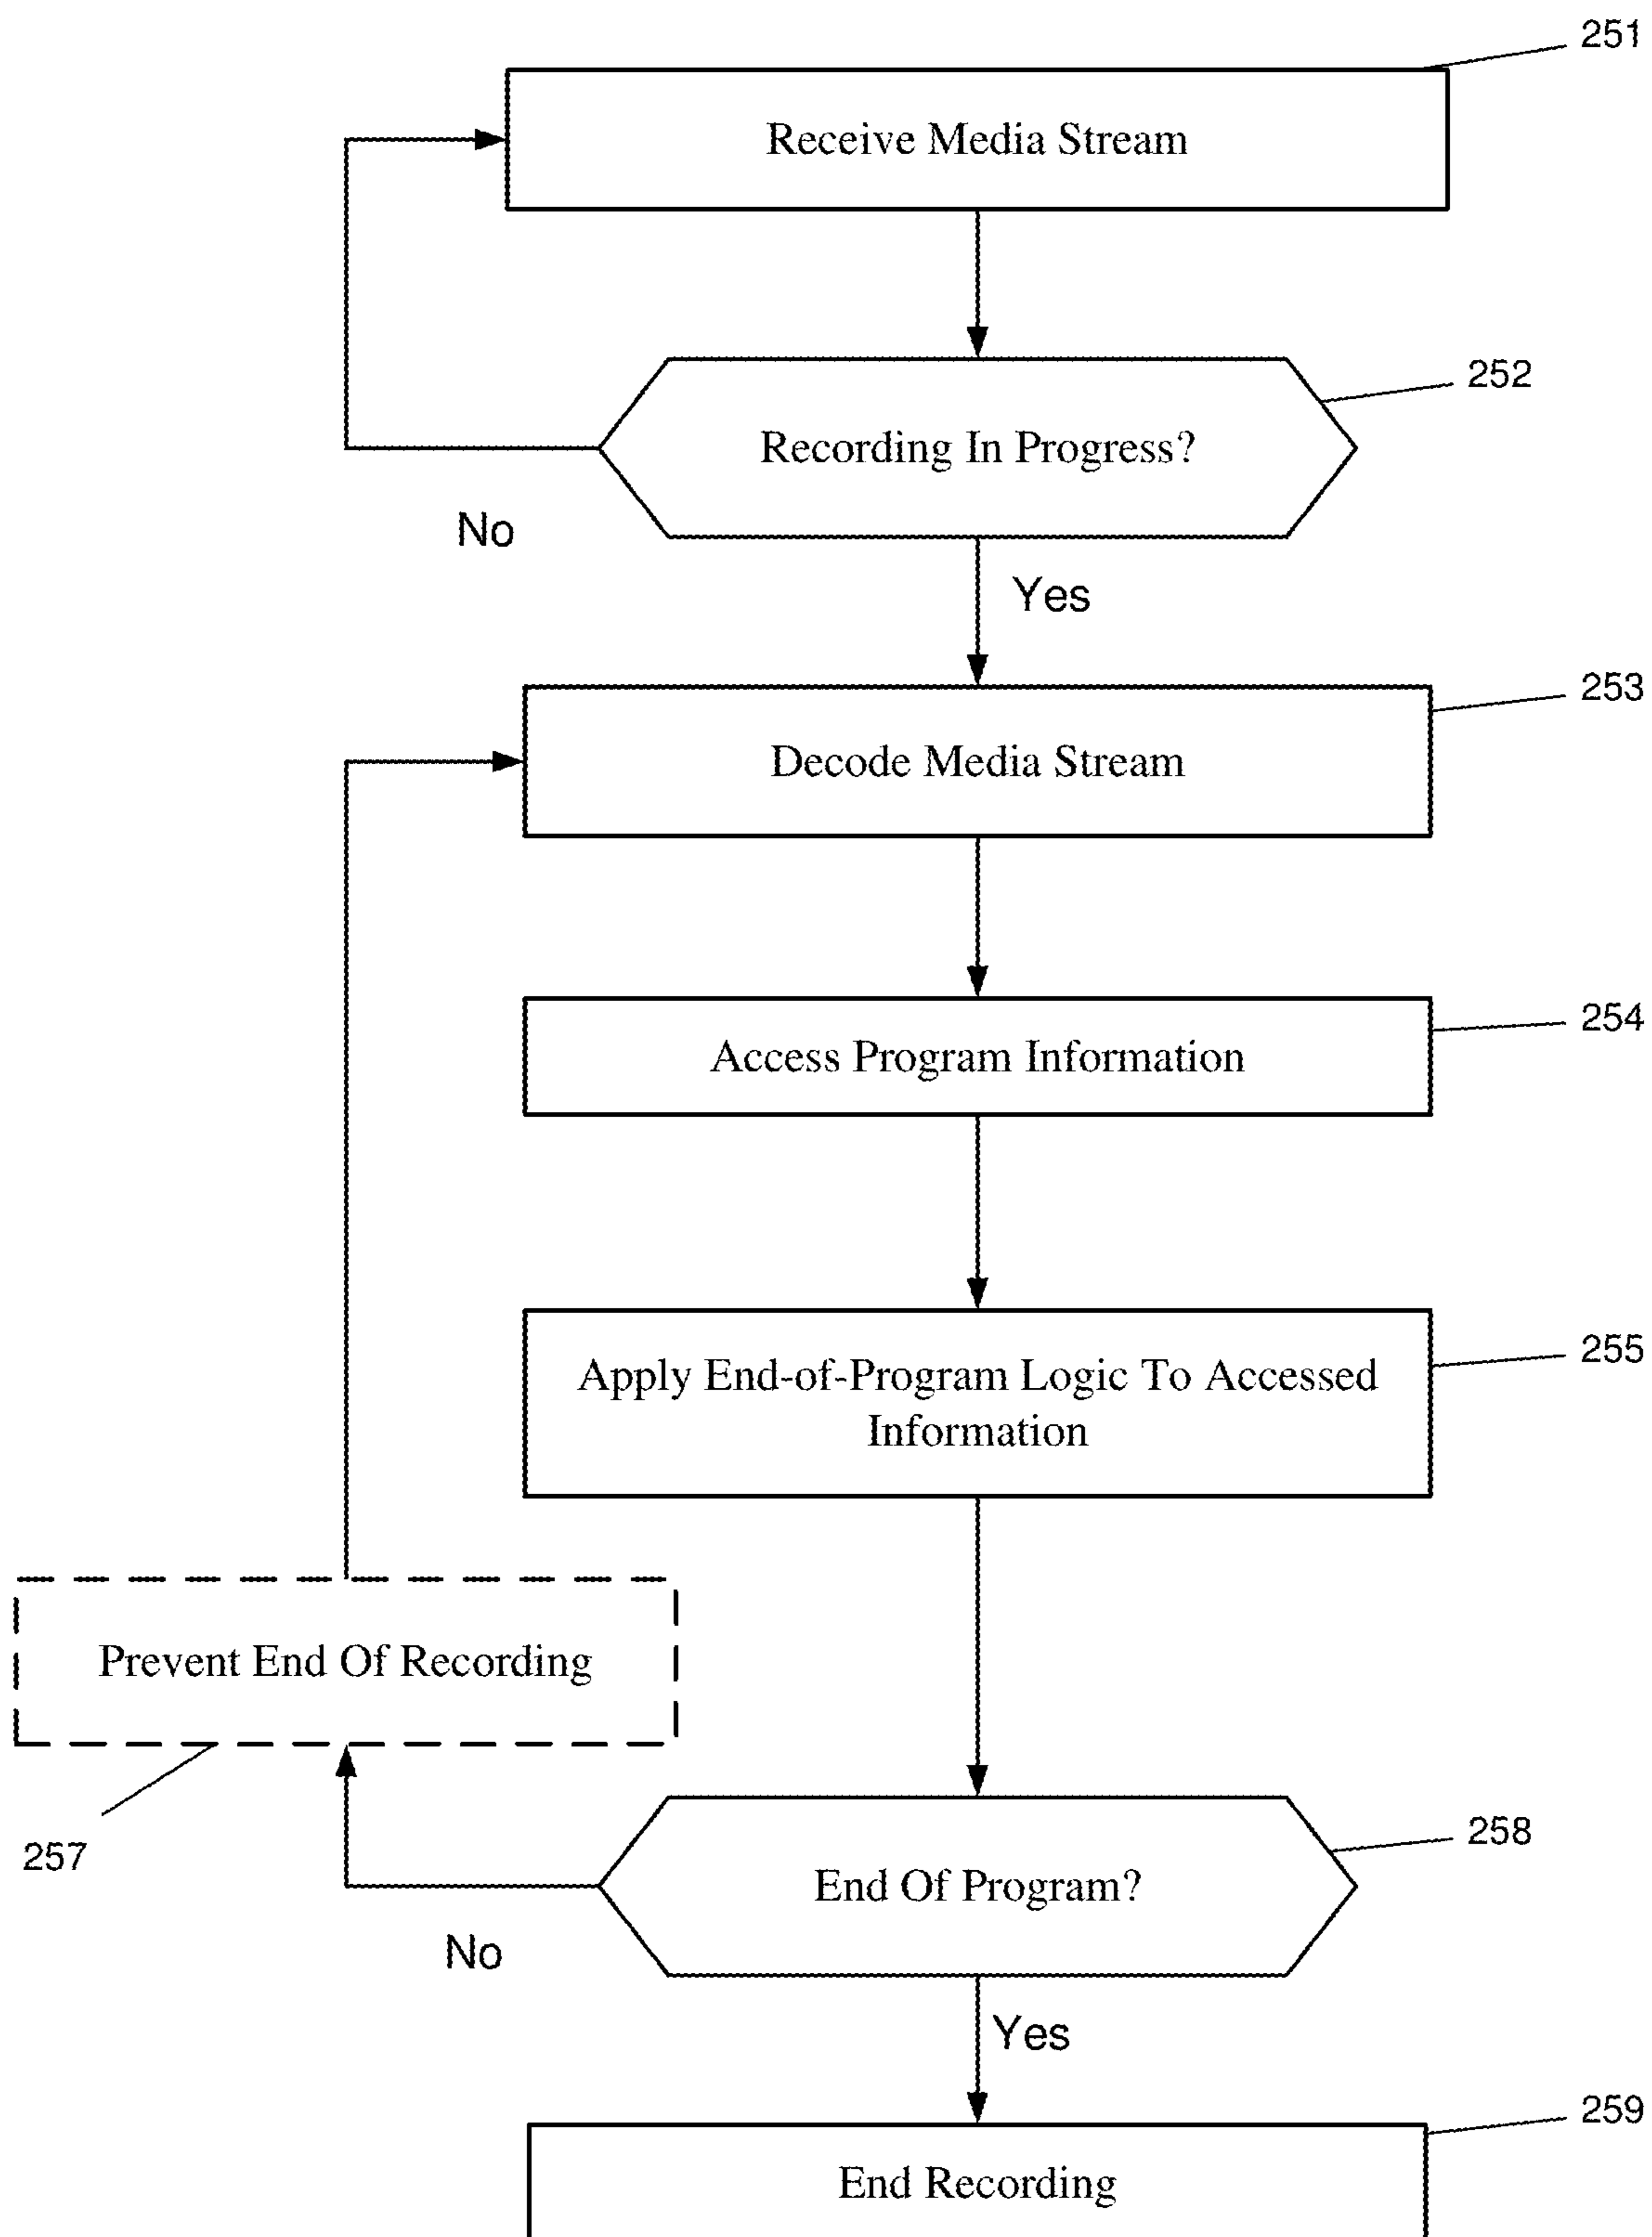 251
Receive Media Stream
252
Recording In Progress?
No
Yes
253
Decode Media Stream
254
Access Program Information
255
Apply End-of-Program Logic To Accessed
Information
Prevent End Of Recording
257
258
End Of Program?
No
Yes
259
End Recording